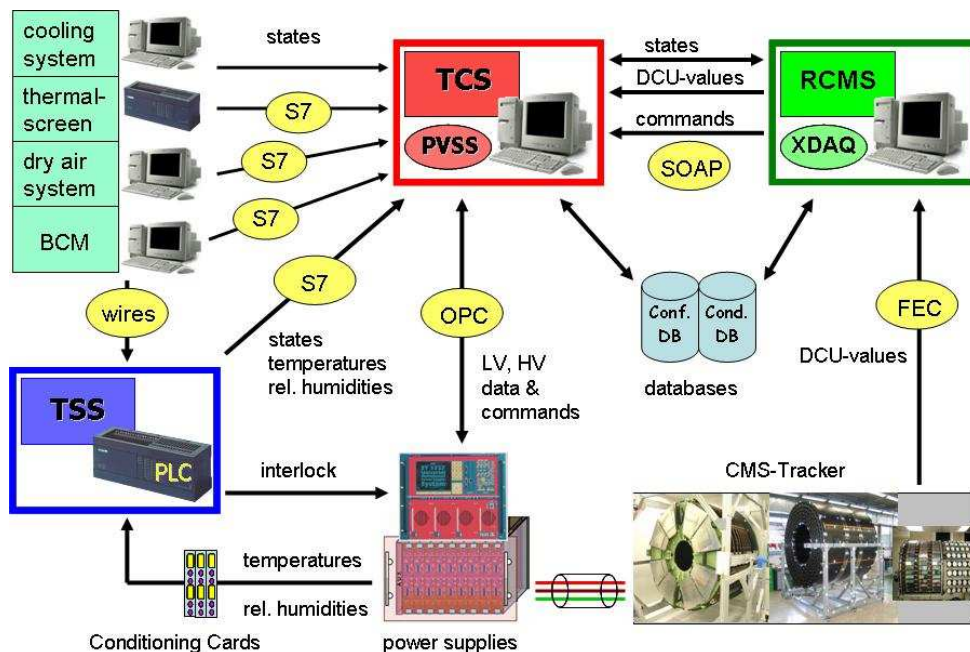 cooling
system
thermal-
screen
dry air
system
BCM
states
S7
S7
S7
S7
wires
TCS
PVSS
states
DCU-values
commands
SOAP
RCMS
XDAQ
OPC
FEC
Conf.
DB
Cond.
DB
databases
DCU-values
states
temperatures
rel. humidities
LV, HV
data &
commands
TSS
PLC
interlock
CMS-Tracker
temperatures
rel. humidities
Conditioning Cards
power supplies